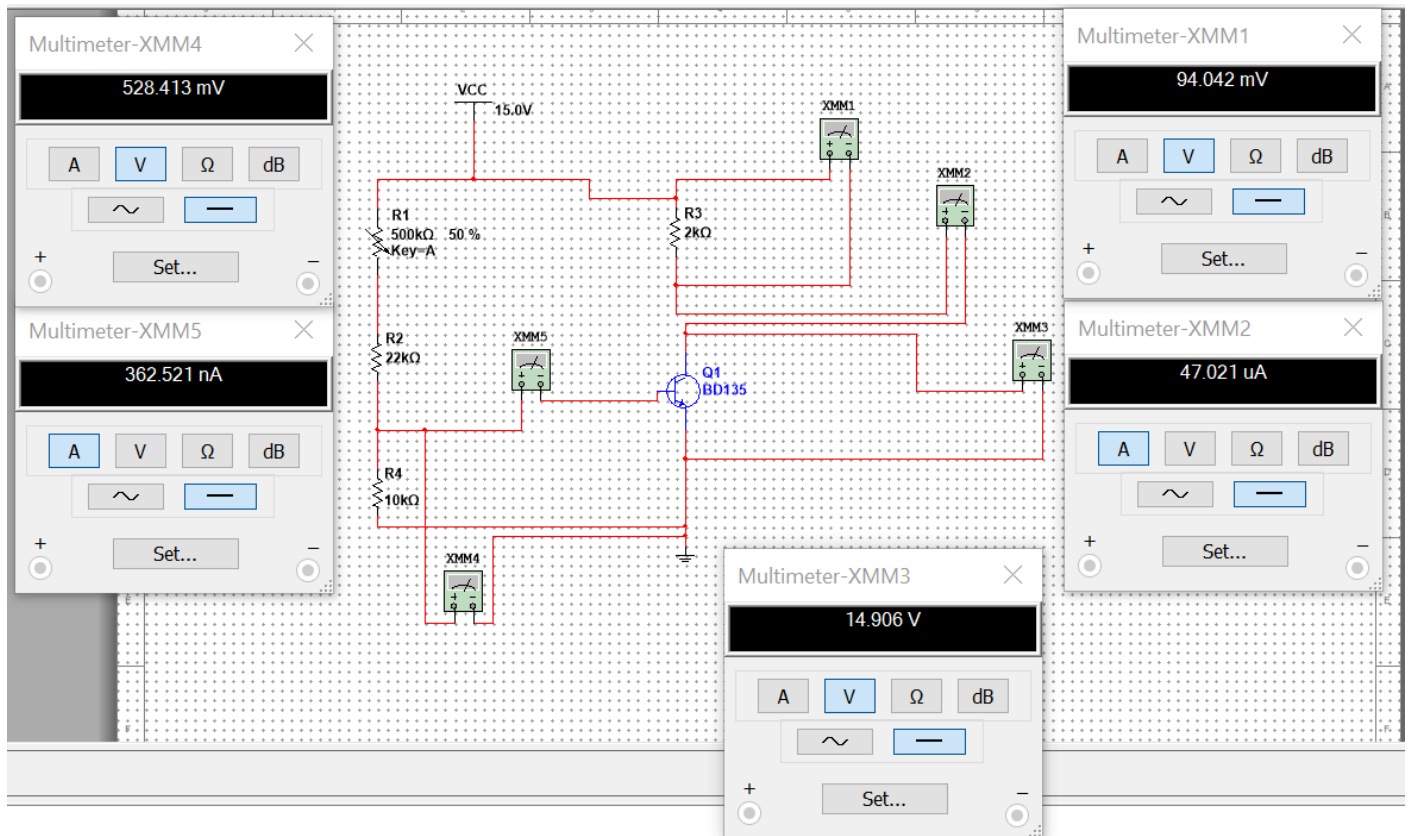 Multimeter-XMM4
528.413 mV
A V Ω dB
+ Set... −
Multimeter-XMM5
362.521 nA
A V Ω dB
+ Set... −
VCC
15.0V
R1
500kΩ 50 %
Key=A
R2
22kΩ
R4
10kΩ
XMM4
+ −
XMM5
+ −
R3
2kΩ
Q1
BD135
XMM1
+ −
XMM2
+ −
XMM3
+ −
Multimeter-XMM1
94.042 mV
A V Ω dB
+ Set... −
Multimeter-XMM2
47.021 uA
A V Ω dB
+ Set... −
Multimeter-XMM3
14.906 V
A V Ω dB
+ Set... −